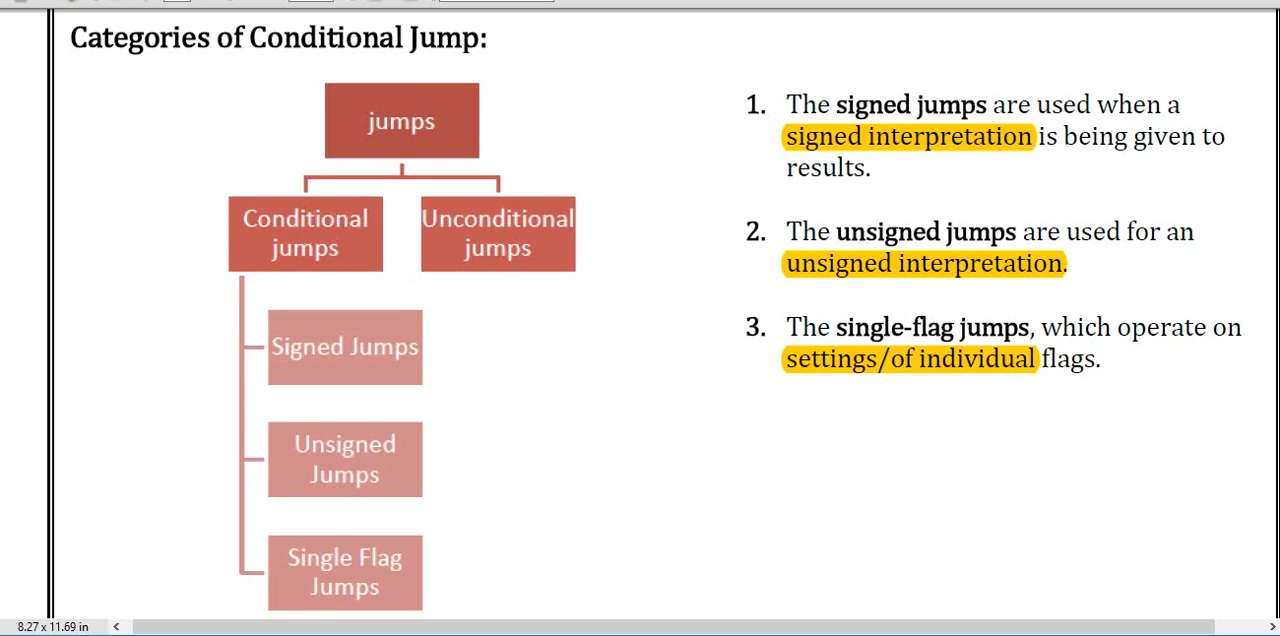 Categories of Conditional Jump:
jumps
Conditional
jumps
Unconditional
jumps
Signed Jumps
Unsigned
Jumps
Single Flag
Jumps
1. The signed jumps are used when a
signed interpretation is being given to
results.
2. The unsigned jumps are used for an
unsigned interpretation.
3. The single-flag jumps, which operate on
settings/of individual flags.
8.27 x 11.69 in